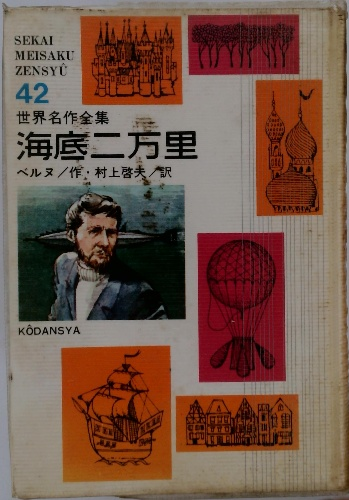 SEKAI
MEISAKU
ZENSYÛ
42
世界名作全集
海底二万里
ベルヌ/作・村上啓夫/訳
KÔDANSYA